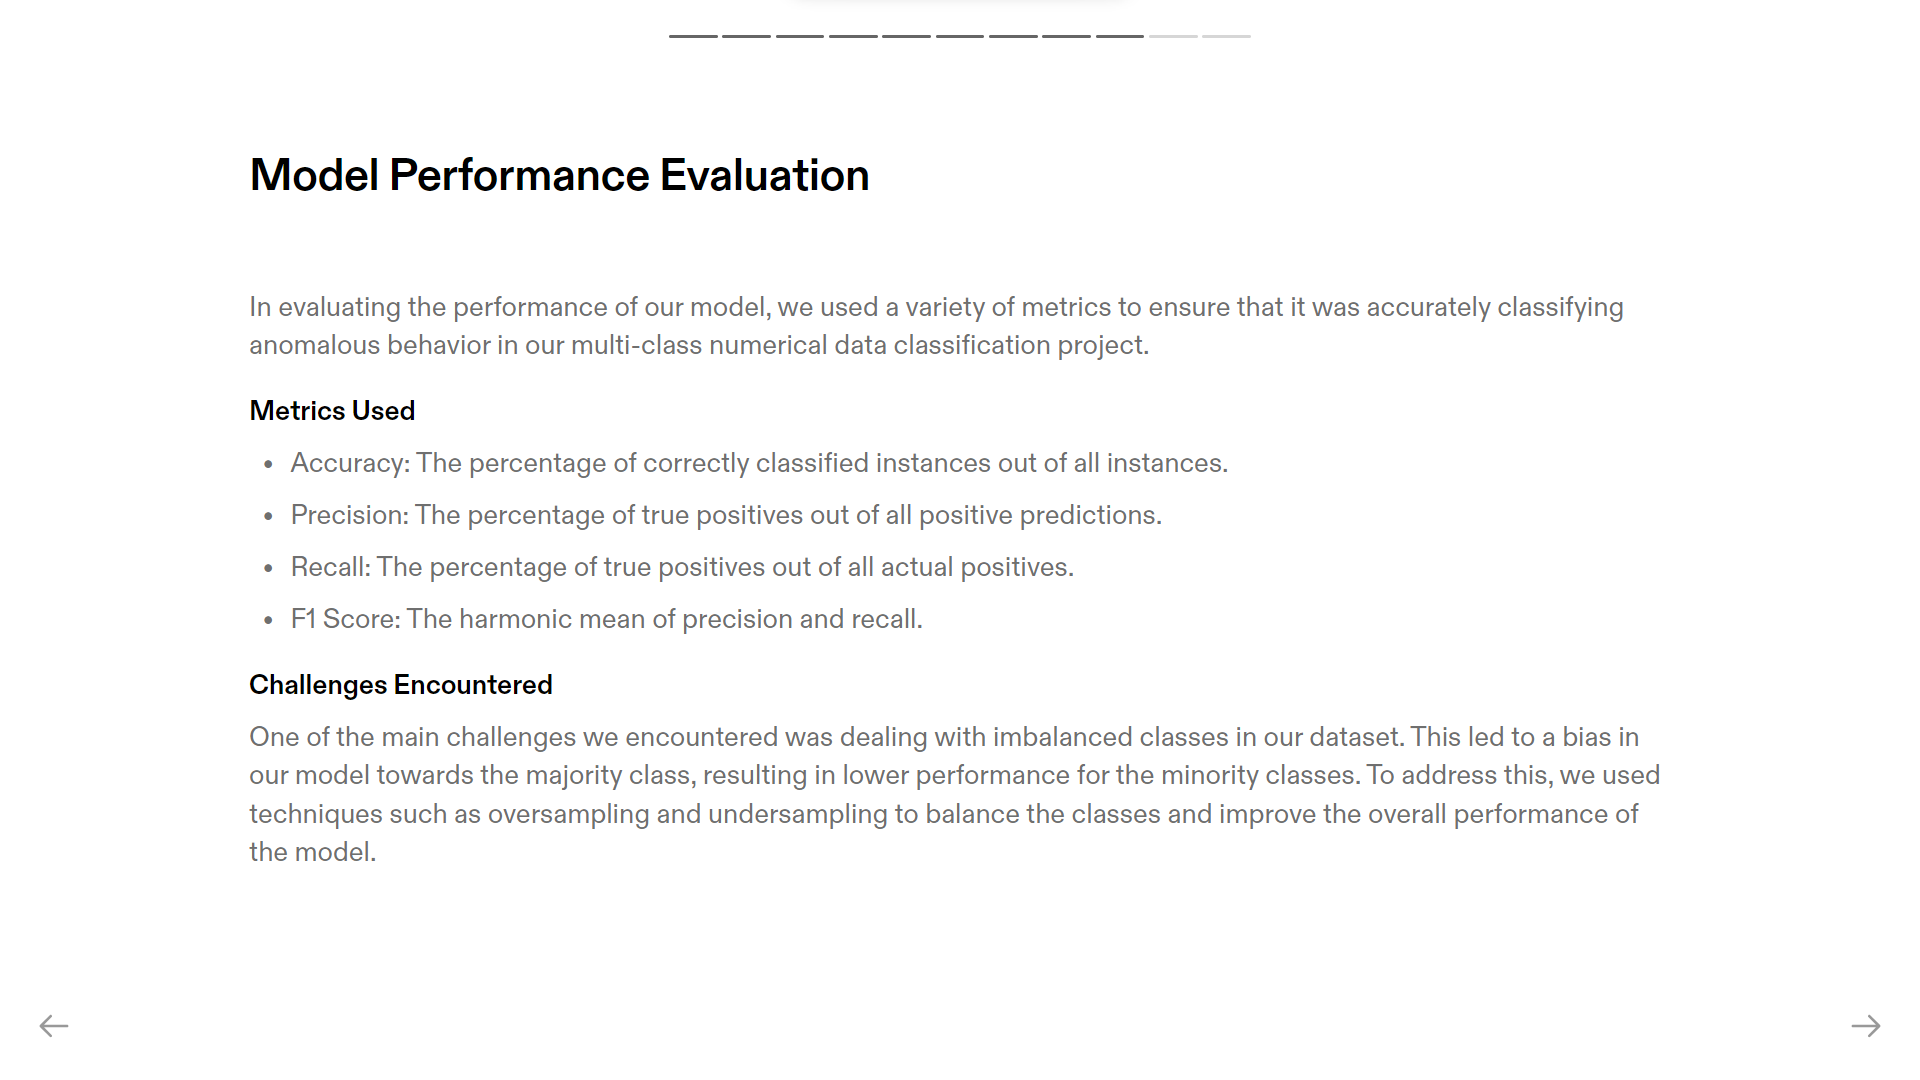 Model Performance Evaluation
In evaluating the performance of our model, we used a variety of metrics to ensure that it was accurately classifying
anomalous behavior in our multi-class numerical data classification project.
Metrics Used
• Accuracy: The percentage of correctly classified instances out of all instances.
• Precision: The percentage of true positives out of all positive predictions.
• Recall: The percentage of true positives out of all actual positives.
• F1 Score: The harmonic mean of precision and recall.
Challenges Encountered
One of the main challenges we encountered was dealing with imbalanced classes in our dataset. This led to a bias in
our model towards the majority class, resulting in lower performance for the minority classes. To address this, we used
techniques such as oversampling and undersampling to balance the classes and improve the overall performance of
the model.